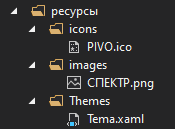 ресурсы
icons
PIVO.ico
images
СПЕКТР.png
Themes
Tema.xaml